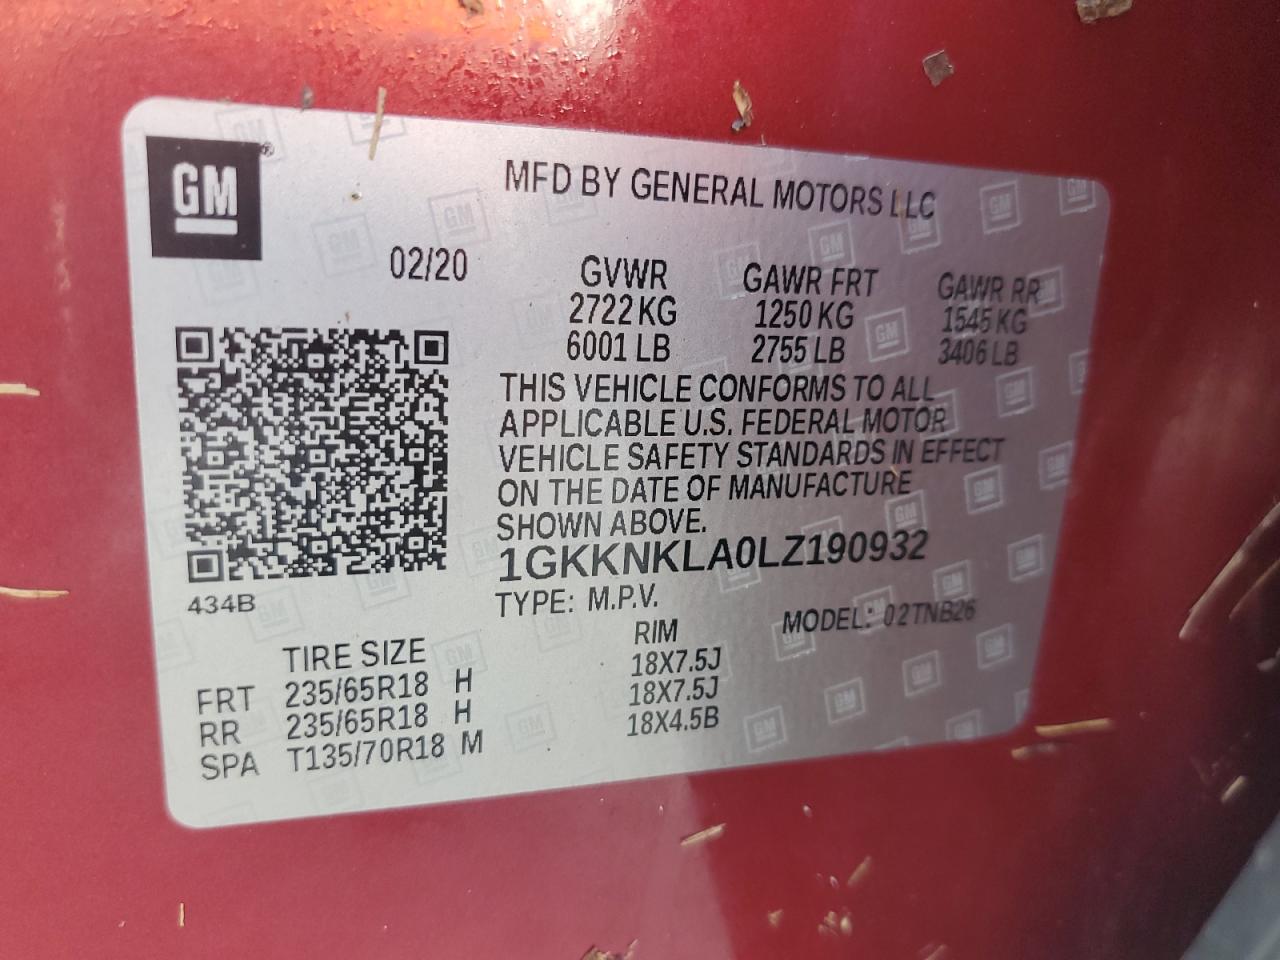 GM
MFD BY GENERAL MOTORS LLC
02/20
GVWR GAWR FRT GAWR RR
2722 KG 1250 KG 1545 KG
6001 LB 2755 LB 3406 LB
THIS VEHICLE CONFORMS TO ALL
APPLICABLE U.S. FEDERAL MOTOR
VEHICLE SAFETY STANDARDS IN EFFECT
ON THE DATE OF MANUFACTURE
SHOWN ABOVE.
1GKKNKLA0LZ190932
434B
TYPE: M.P.V. MODEL: 02TNB26
TIRE SIZE RIM
FRT 235/65R18 H 18X7.5J
RR 235/65R18 H 18X7.5J
SPA T135/70R18 M 18X4.5B